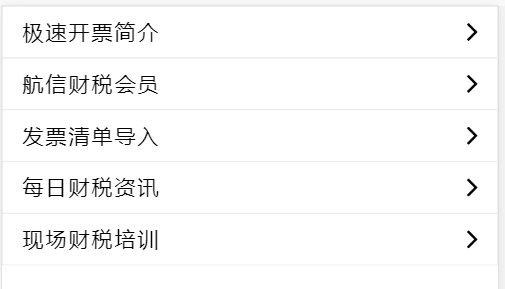 极速开票简介
航信财税会员
发票清单导入
每日财税资讯
现场财税培训